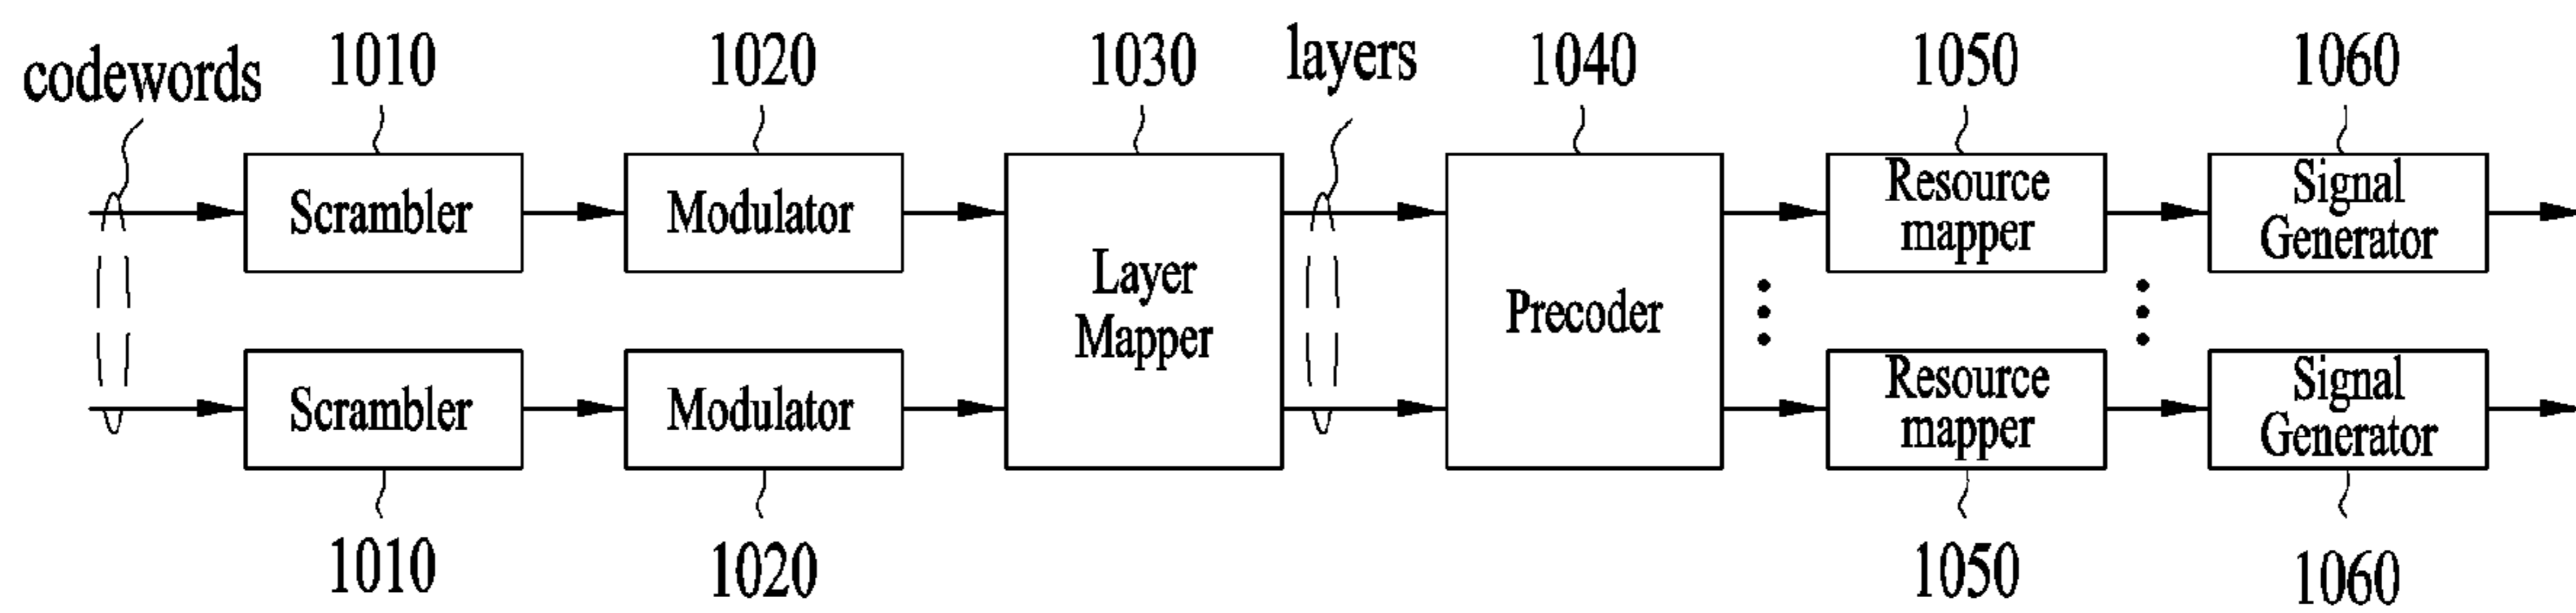 codewords
1010
1020
1030
layers
1040
1050
1060
Scrambler
Modulator
Layer
Mapper
Precoder
Resource
mapper
Signal
Generator
Scrambler
Modulator
Resource
mapper
Signal
Generator
1010
1020
1050
1060